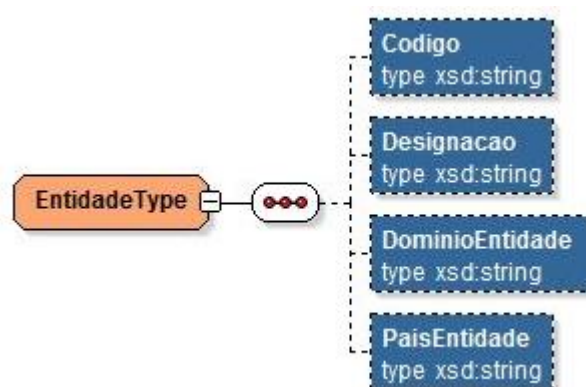 EntidadeType
Codigo
type xsd:string
Designacao
type xsd:string
DominioEntidade
type xsd:string
PaisEntidade
type xsd:string